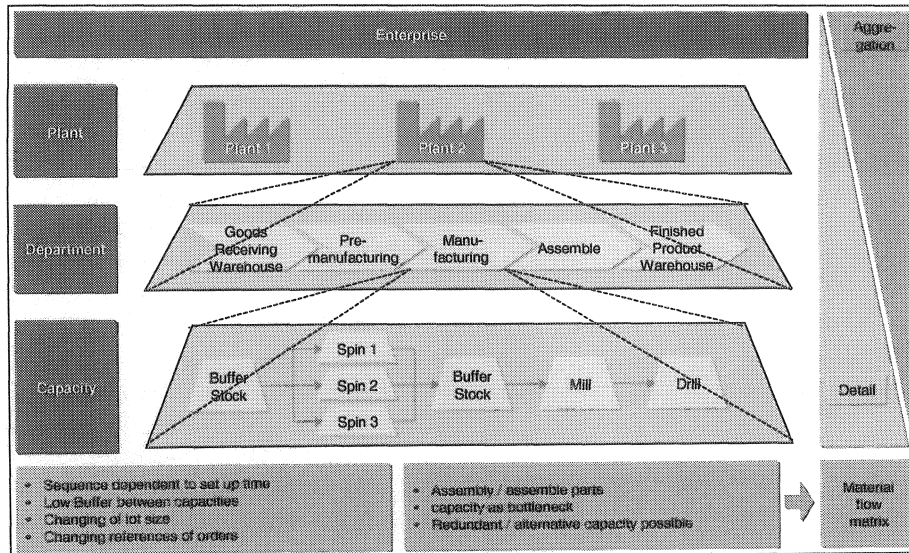 Enterprise
Aggre-
gation
Plant
Plant 1
Plant 2
Plant 3
Department
Goods
Receiving
Warehouse
Pre-
manufacturing
Manu-
facturing
Assemble
Finished
Product
Warehouse
Capacity
Buffer
Stock
Spin 1
Spin 2
Spin 3
Buffer
Stock
Mill
Drill
Detail
• Sequence dependent to set up time
• Low Buffer between capacities
• Changing of lot size
• Changing references of orders
• Assembly / assemble parts
• capacity as bottleneck
• Redundant / alternative capacity possible
Material
flow
matrix